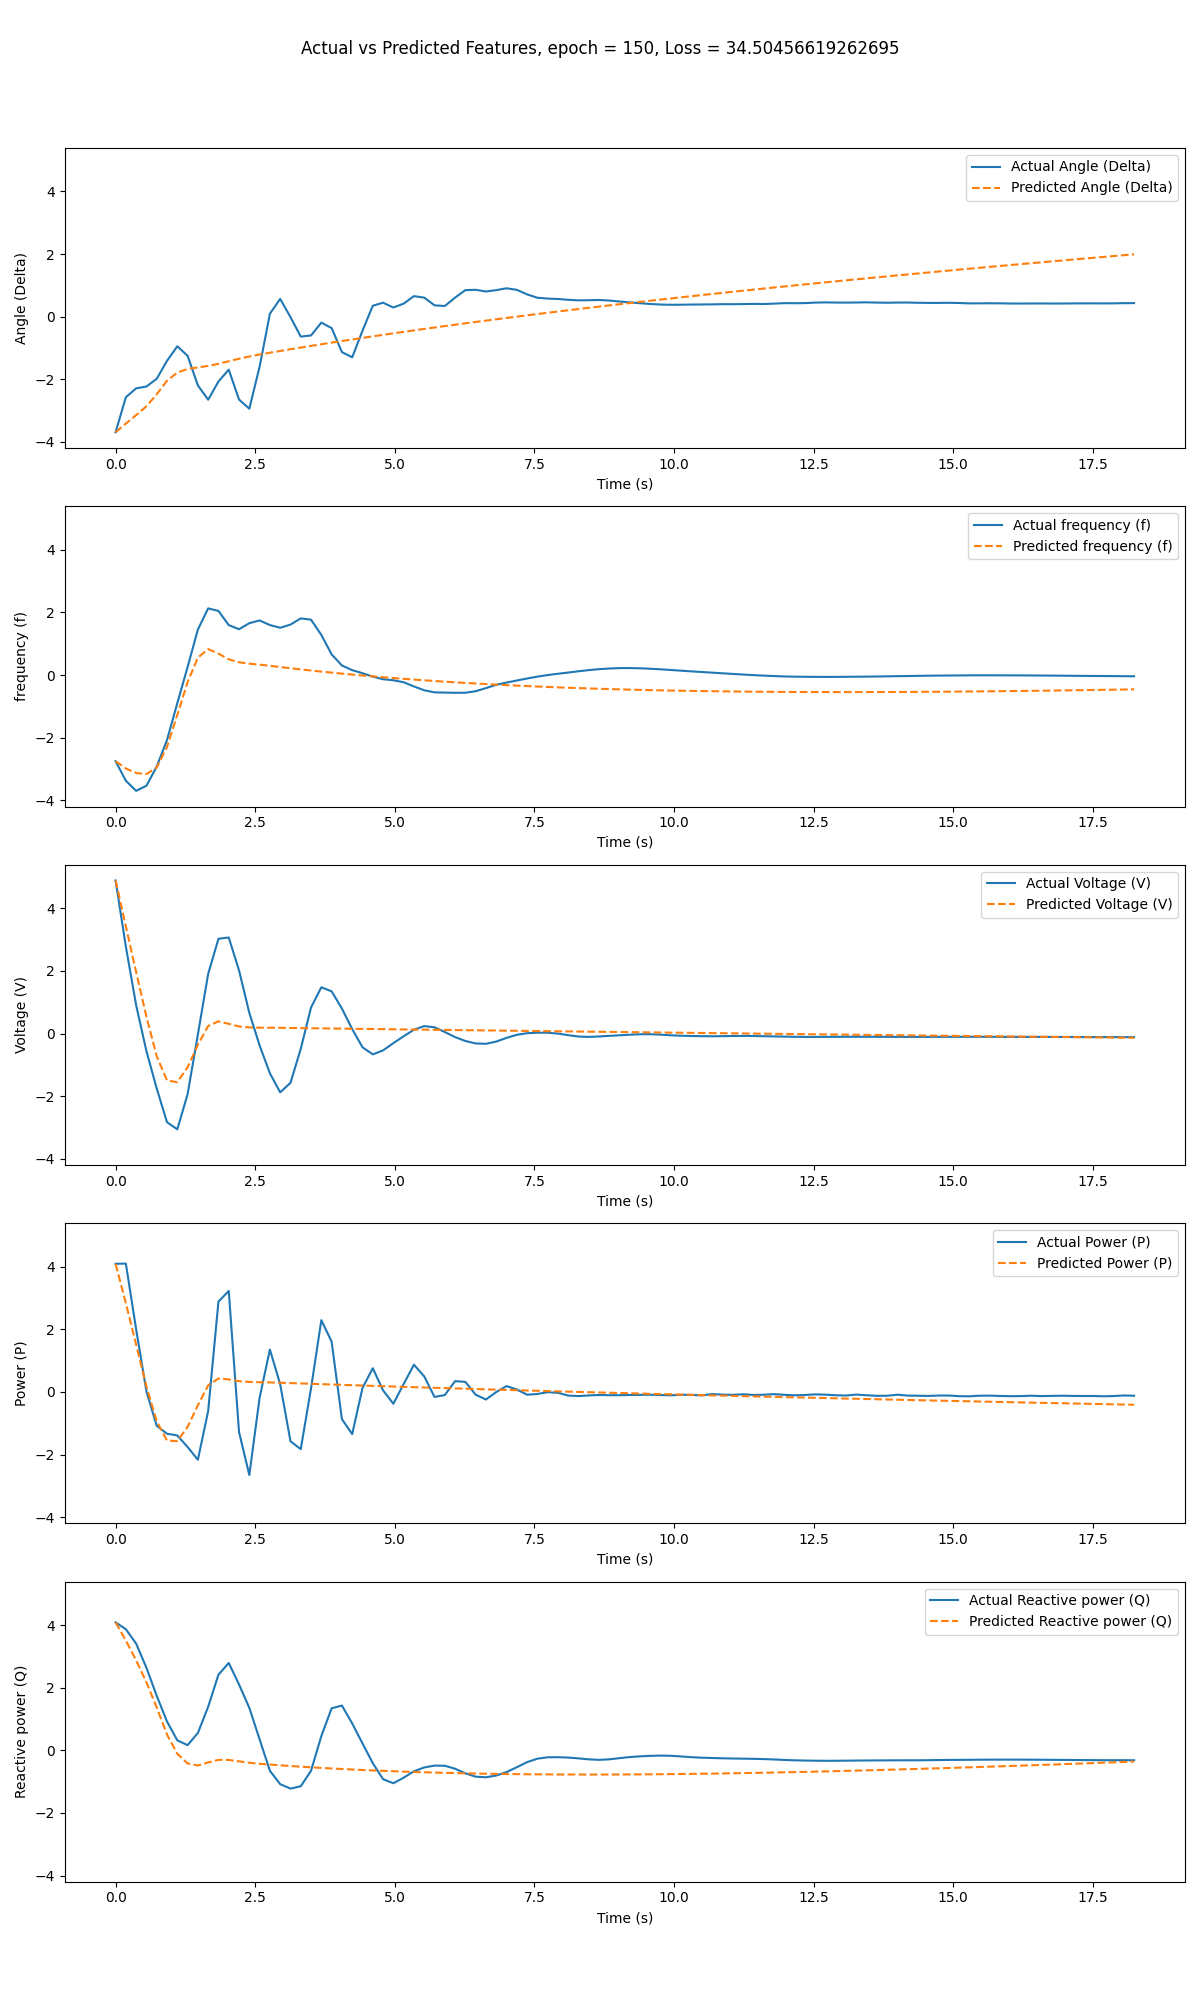 Actual vs Predicted Features, epoch = 150, Loss = 34.50456619262695
Actual Angle (Delta)
Predicted Angle (Delta)
4
2
0
−2
−4
Angle (Delta)
0.0 2.5 5.0 7.5 10.0 12.5 15.0 17.5
Time (s)
Actual frequency (f)
Predicted frequency (f)
4
2
0
−2
−4
frequency (f)
0.0 2.5 5.0 7.5 10.0 12.5 15.0 17.5
Time (s)
Actual Voltage (V)
Predicted Voltage (V)
4
2
0
−2
−4
Voltage (V)
0.0 2.5 5.0 7.5 10.0 12.5 15.0 17.5
Time (s)
Actual Power (P)
Predicted Power (P)
4
2
0
−2
−4
Power (P)
0.0 2.5 5.0 7.5 10.0 12.5 15.0 17.5
Time (s)
Actual Reactive power (Q)
Predicted Reactive power (Q)
4
2
0
−2
−4
Reactive power (Q)
0.0 2.5 5.0 7.5 10.0 12.5 15.0 17.5
Time (s)